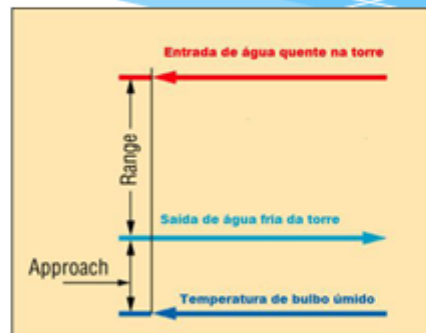 Entrada de água quente na torre
Range
Saída de água fria da torre
Approach
Temperatura de bulbo úmido